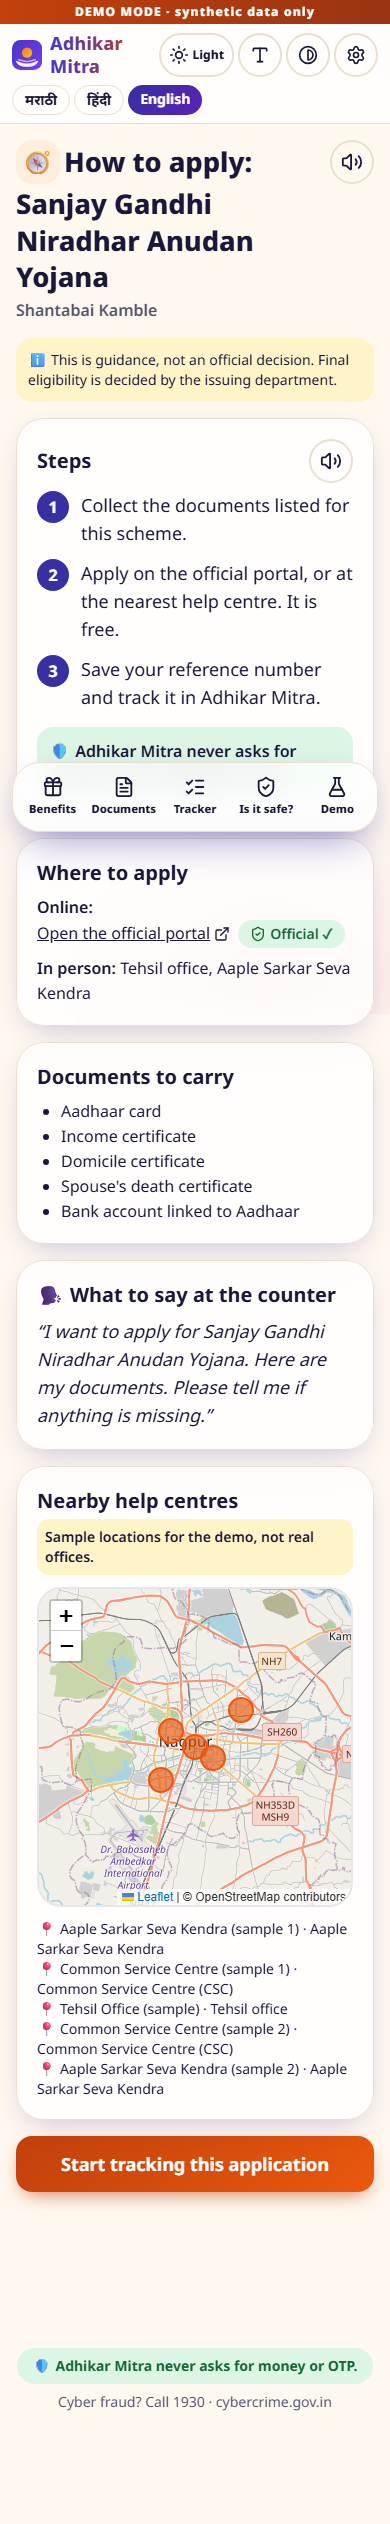 DEMO MODE · synthetic data only
Adhikar
Mitra
Light
मराठी
हिंदी
English
How to apply:
Sanjay Gandhi
Niradhar Anudan
Yojana
Shantabai Kamble
This is guidance, not an official decision. Final
eligibility is decided by the issuing department.
Steps
1 Collect the documents listed for
this scheme.
2 Apply on the official portal, or at
the nearest help centre. It is
free.
3 Save your reference number
and track it in Adhikar Mitra.
Adhikar Mitra never asks for
Benefits
Documents
Tracker
Is it safe?
Demo
Where to apply
Online:
Open the official portal
Official ✓
In person: Tehsil office, Aaple Sarkar Seva
Kendra
Documents to carry
• Aadhaar card
• Income certificate
• Domicile certificate
• Spouse's death certificate
• Bank account linked to Aadhaar
What to say at the counter
“I want to apply for Sanjay Gandhi
Niradhar Anudan Yojana. Here are
my documents. Please tell me if
anything is missing.”
Nearby help centres
Sample locations for the demo, not real
offices.
+
−
Kam
NH7
SH260
Nagpur
N
NH353D
MSH9
Dr. Babasaheb
Ambedkar
International
Airport
Leaflet | © OpenStreetMap contributors
Aaple Sarkar Seva Kendra (sample 1) · Aaple
Sarkar Seva Kendra
Common Service Centre (sample 1) ·
Common Service Centre (CSC)
Tehsil Office (sample) · Tehsil office
Common Service Centre (sample 2) ·
Common Service Centre (CSC)
Aaple Sarkar Seva Kendra (sample 2) · Aaple
Sarkar Seva Kendra
Start tracking this application
Adhikar Mitra never asks for money or OTP.
Cyber fraud? Call 1930 · cybercrime.gov.in